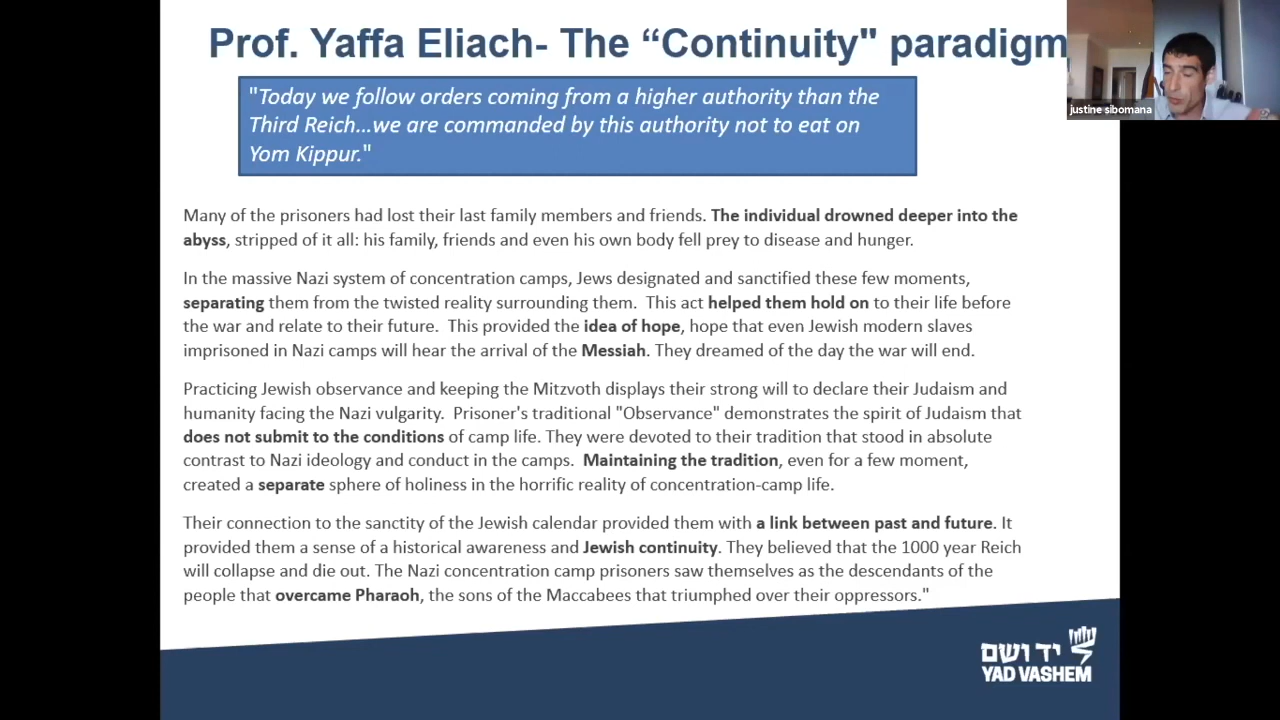 Prof. Yaffa Eliach- The “Continuity" paradigm
justine sibomana
"Today we follow orders coming from a higher authority than the
Third Reich...we are commanded by this authority not to eat on
Yom Kippur."
Many of the prisoners had lost their last family members and friends. The individual drowned deeper into the
abyss, stripped of it all: his family, friends and even his own body fell prey to disease and hunger.
In the massive Nazi system of concentration camps, Jews designated and sanctified these few moments,
separating them from the twisted reality surrounding them. This act helped them hold on to their life before
the war and relate to their future. This provided the idea of hope, hope that even Jewish modern slaves
imprisoned in Nazi camps will hear the arrival of the Messiah. They dreamed of the day the war will end.
Practicing Jewish observance and keeping the Mitzvoth displays their strong will to declare their Judaism and
humanity facing the Nazi vulgarity. Prisoner's traditional "Observance" demonstrates the spirit of Judaism that
does not submit to the conditions of camp life. They were devoted to their tradition that stood in absolute
contrast to Nazi ideology and conduct in the camps. Maintaining the tradition, even for a few moment,
created a separate sphere of holiness in the horrific reality of concentration-camp life.
Their connection to the sanctity of the Jewish calendar provided them with a link between past and future. It
provided them a sense of a historical awareness and Jewish continuity. They believed that the 1000 year Reich
will collapse and die out. The Nazi concentration camp prisoners saw themselves as the descendants of the
people that overcame Pharaoh, the sons of the Maccabees that triumphed over their oppressors."
יד ושם
YAD VASHEM